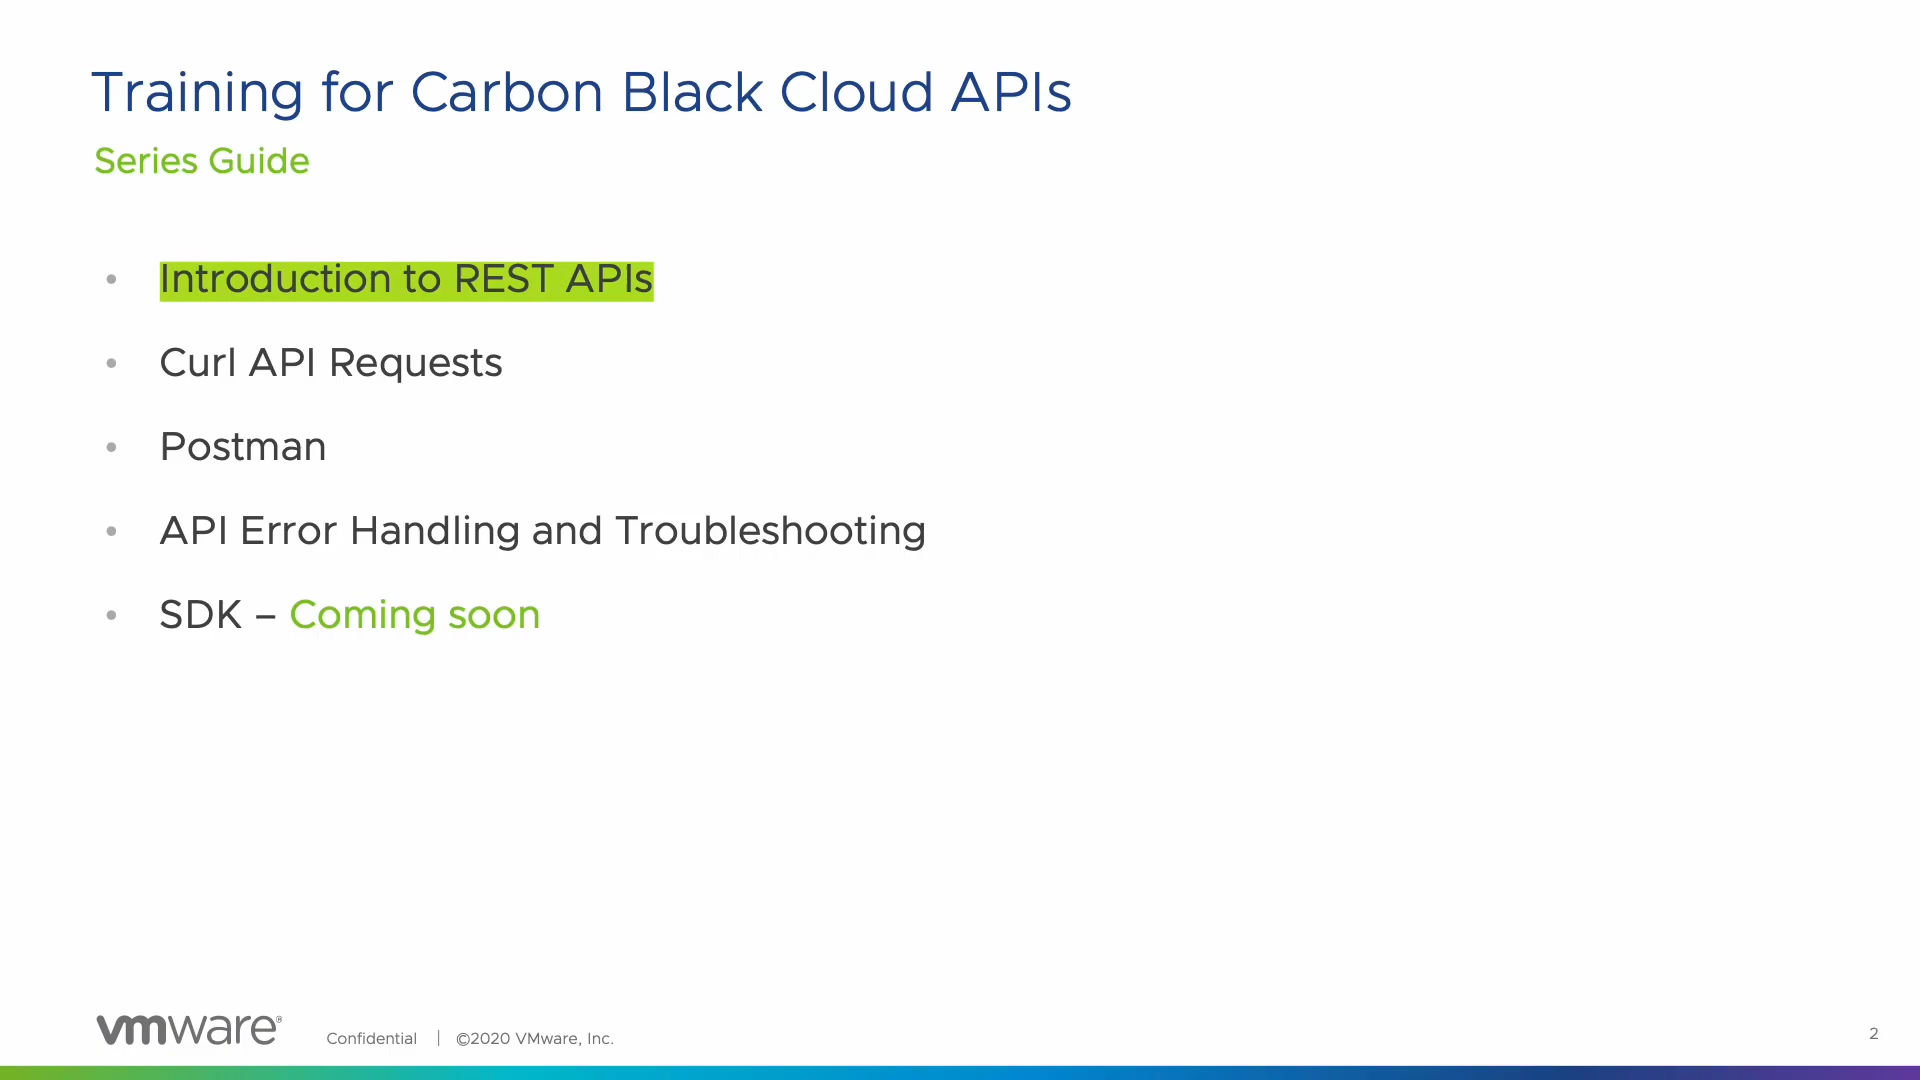 Training for Carbon Black Cloud APIs
Series Guide
• Introduction to REST APIs
• Curl API Requests
• Postman
• API Error Handling and Troubleshooting
• SDK – Coming soon
vmware®
Confidential | ©2020 VMware, Inc.
2